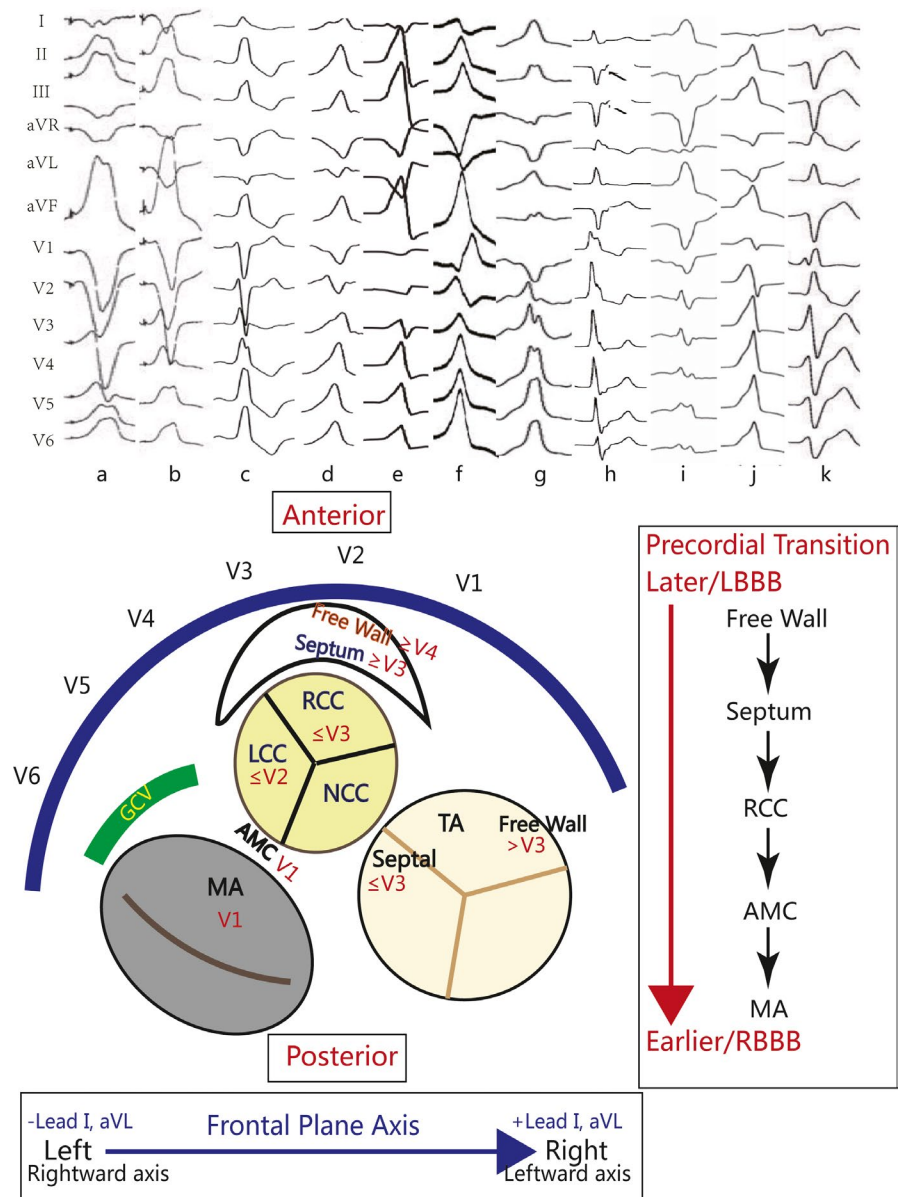 I
II
III
aVR
aVL
aVF
V1
V2
V3
V4
V5
V6
a b c d e f g h i j k
Anterior
V2
V3
V1
V4
V5
V6
Free Wall ≥V4
Septum ≥V3
RCC
≤V3
LCC
≤V2
NCC
GCV
AMC V1
MA
V1
TA
Free Wall
>V3
Septal
≤V3
Posterior
Precordial Transition
Later/LBBB
Free Wall
Septum
RCC
AMC
MA
Earlier/RBBB
-Lead I, aVL Frontal Plane Axis +Lead I, aVL
Left Right
Rightward axis Leftward axis